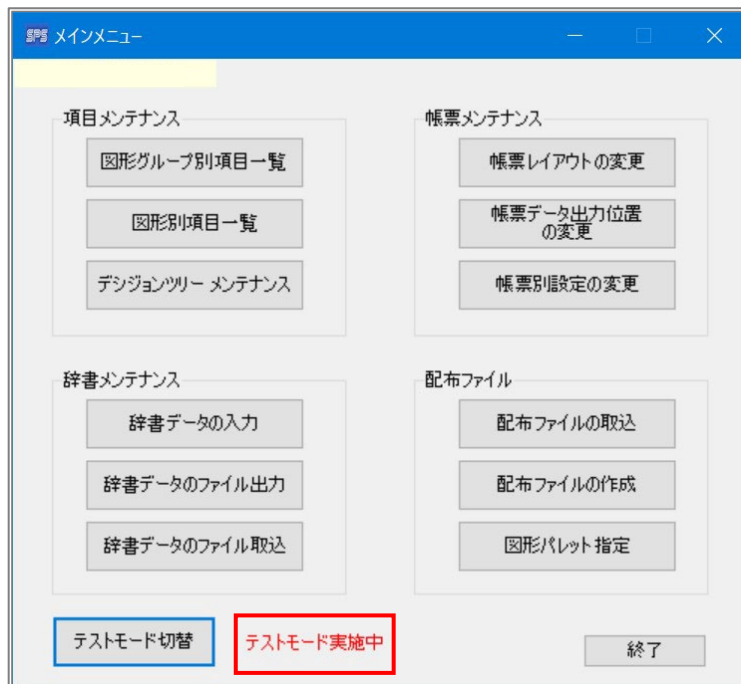 SPS メインメニュー
項目メンテナンス
図形グループ別項目一覧
図形別項目一覧
デシジョンツリー メンテナンス
帳票メンテナンス
帳票レイアウトの変更
帳票データ出力位置
の変更
帳票別設定の変更
辞書メンテナンス
辞書データの入力
辞書データのファイル出力
辞書データのファイル取込
配布ファイル
配布ファイルの取込
配布ファイルの作成
図形パレット指定
テストモード切替
テストモード実施中
終了